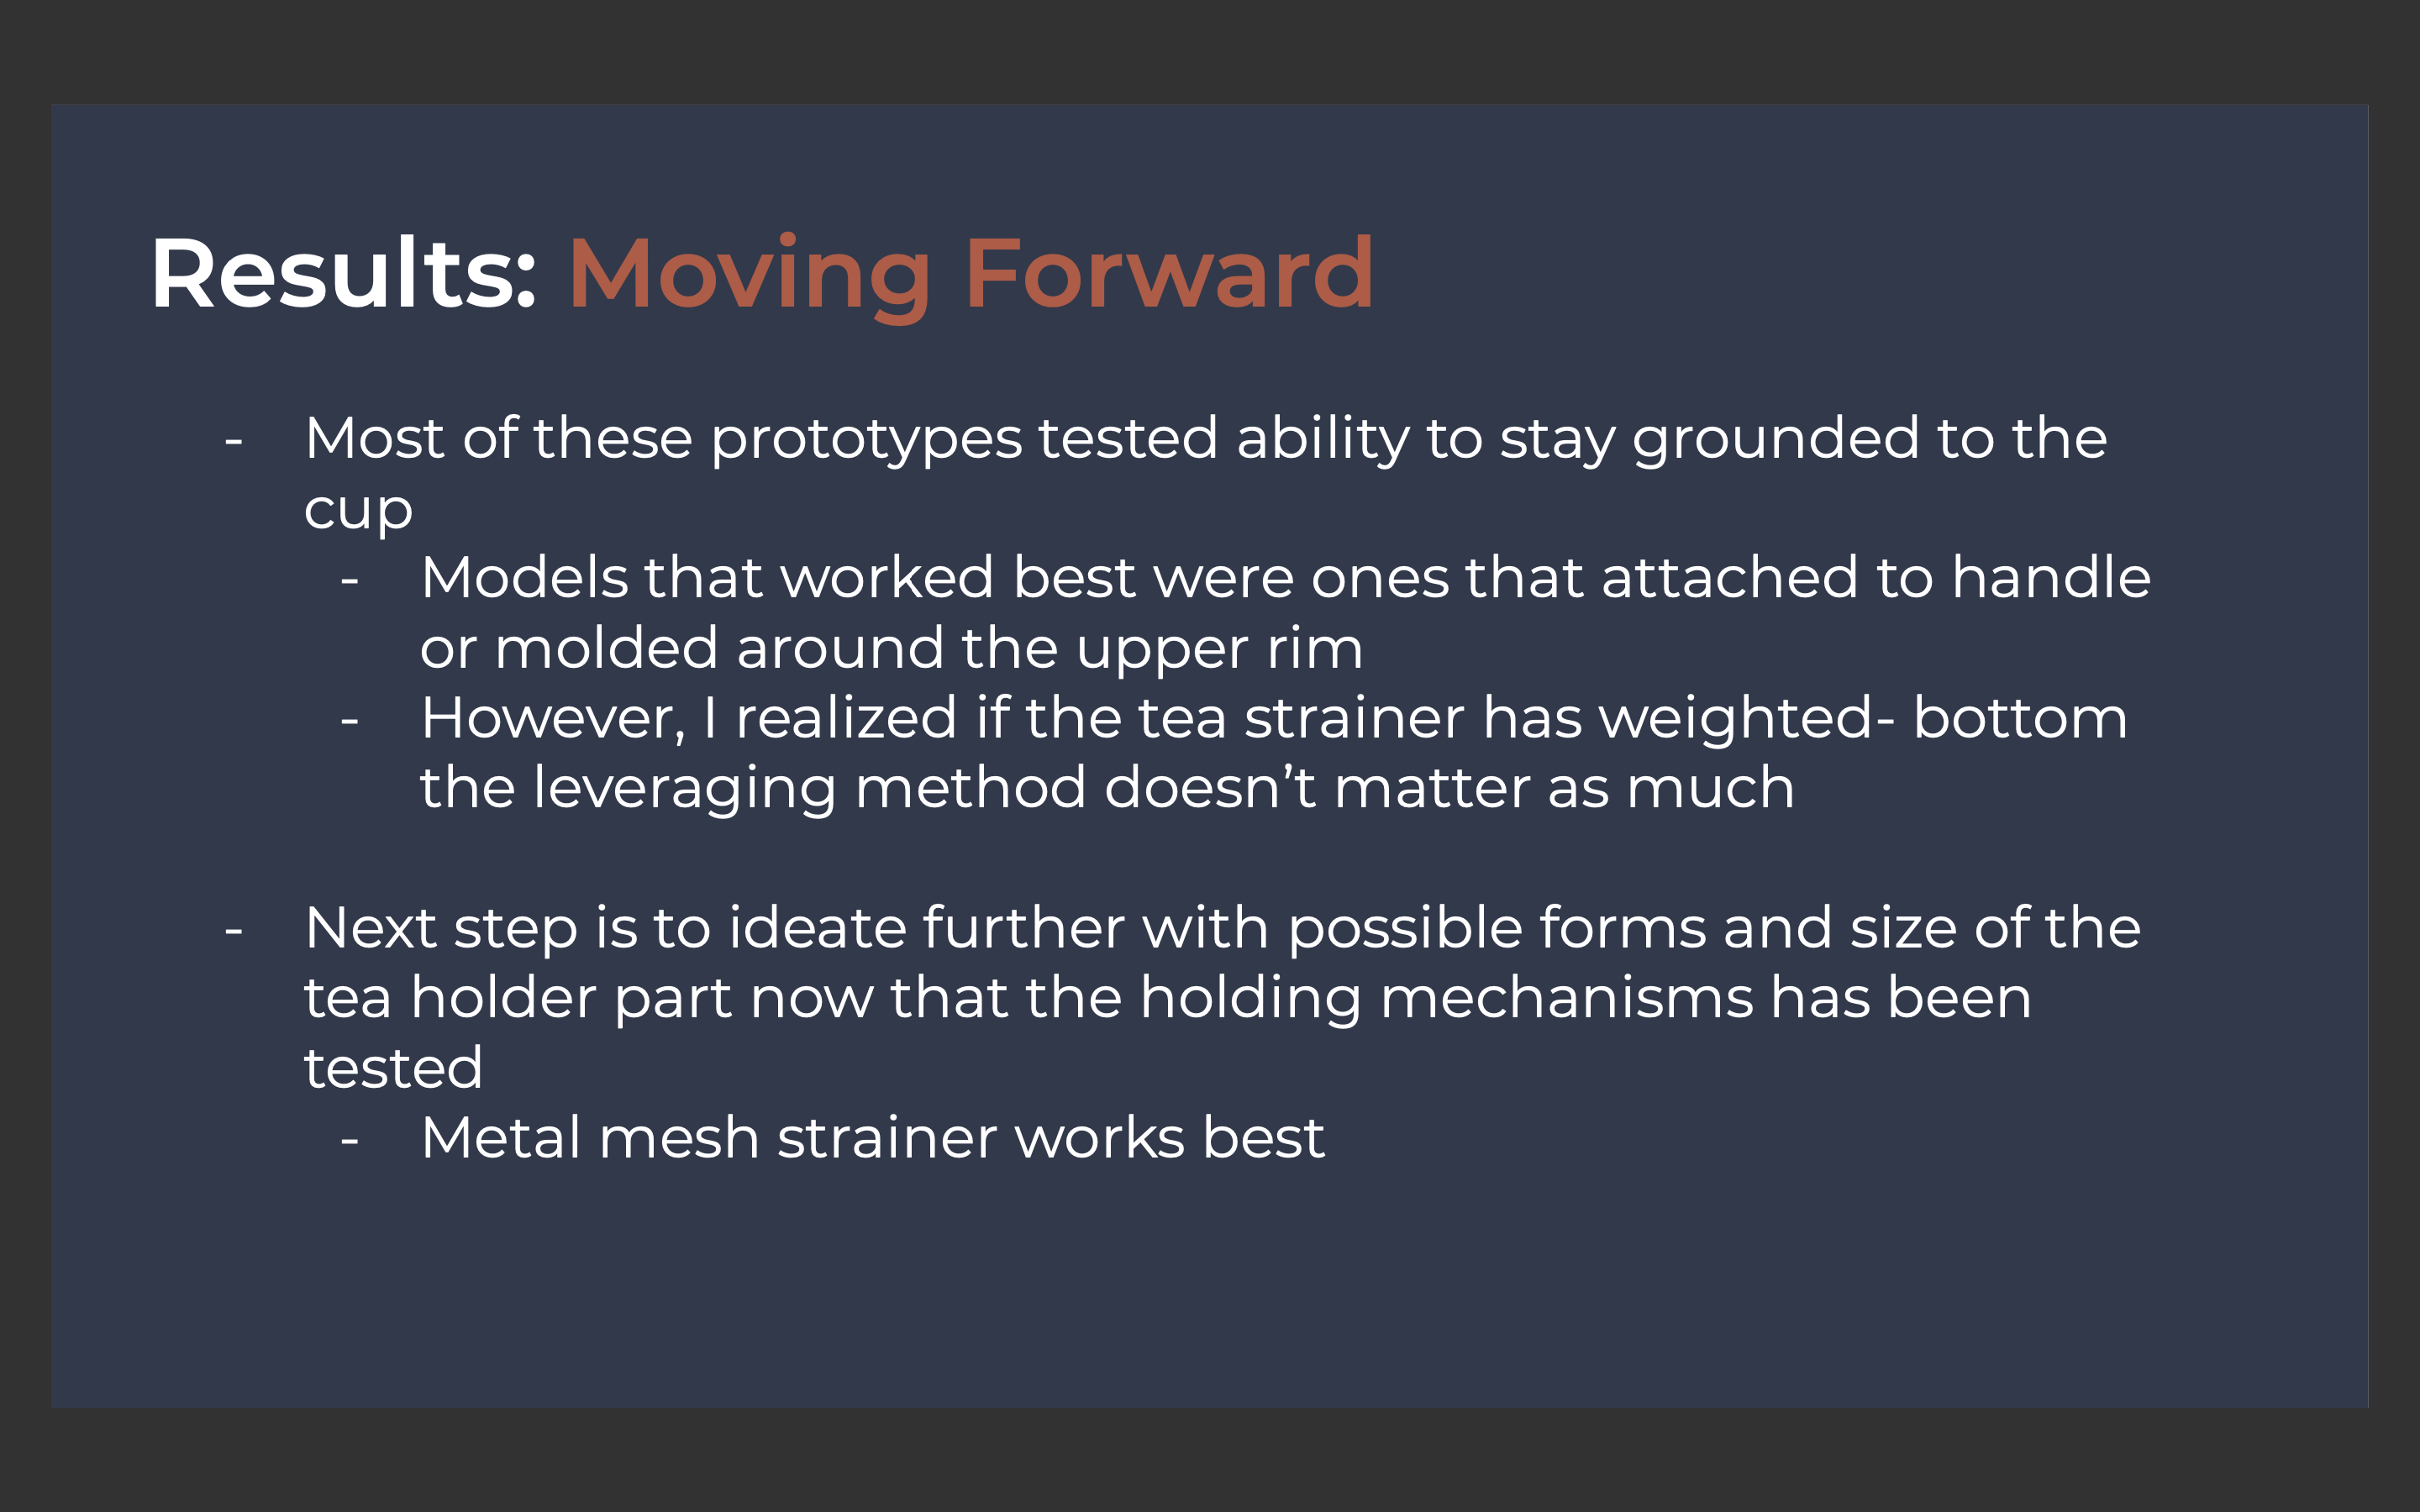 Results: Moving Forward
- Most of these prototypes tested ability to stay grounded to the
cup
- Models that worked best were ones that attached to handle
or molded around the upper rim
- However, I realized if the tea strainer has weighted- bottom
the leveraging method doesn’t matter as much
- Next step is to ideate further with possible forms and size of the
tea holder part now that the holding mechanisms has been
tested
- Metal mesh strainer works best